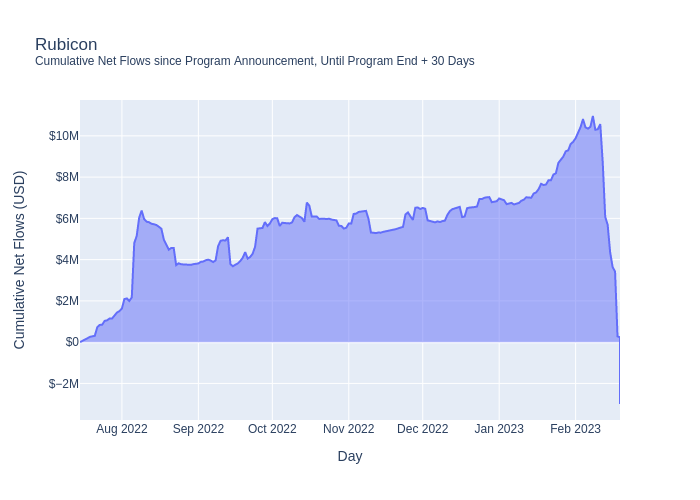 Rubicon
Cumulative Net Flows since Program Announcement, Until Program End + 30 Days
Cumulative Net Flows (USD)
$10M
$8M
$6M
$4M
$2M
$0
$−2M
Aug 2022
Sep 2022
Oct 2022
Nov 2022
Dec 2022
Jan 2023
Feb 2023
Day